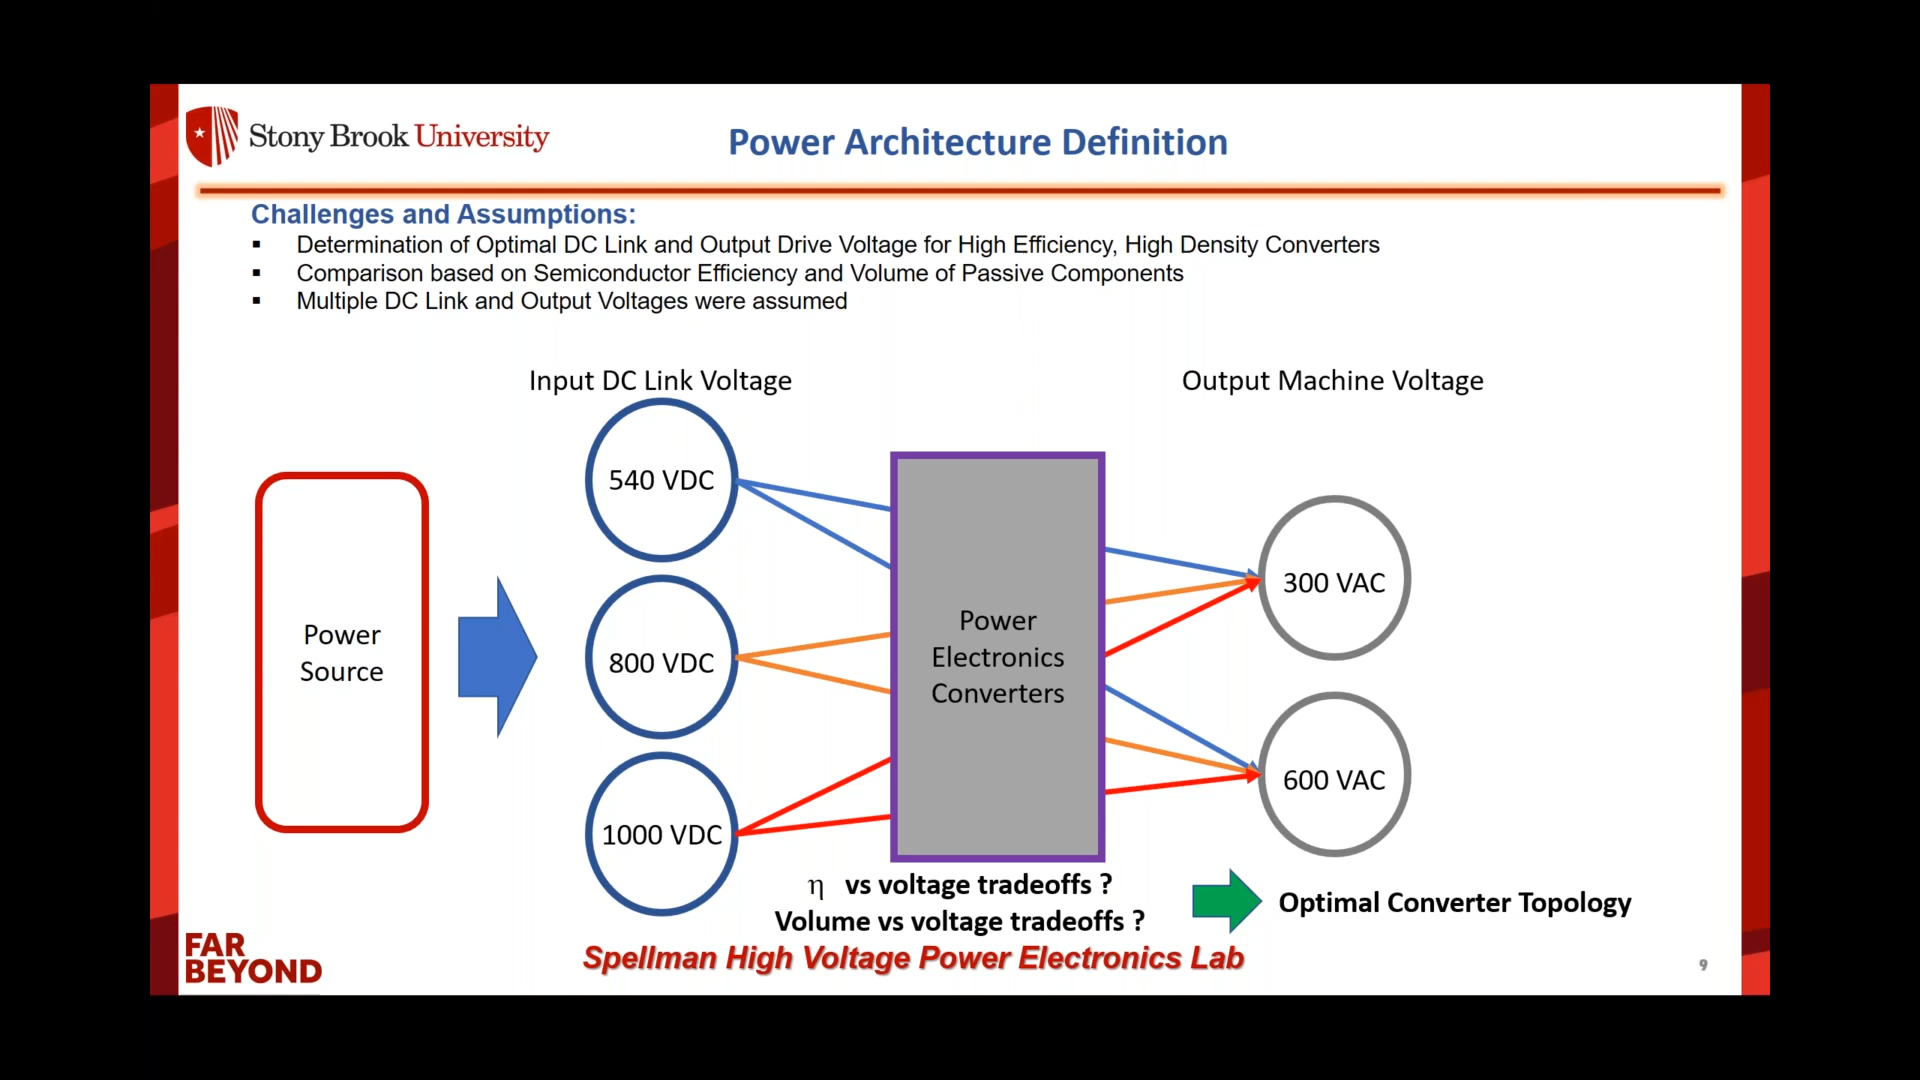 Stony Brook University
Power Architecture Definition
Challenges and Assumptions:
▪ Determination of Optimal DC Link and Output Drive Voltage for High Efficiency, High Density Converters
▪ Comparison based on Semiconductor Efficiency and Volume of Passive Components
▪ Multiple DC Link and Output Voltages were assumed
Input DC Link Voltage
Output Machine Voltage
Power
Source
540 VDC
800 VDC
1000 VDC
Power
Electronics
Converters
300 VAC
600 VAC
η vs voltage tradeoffs ?
Volume vs voltage tradeoffs ?
Optimal Converter Topology
FAR
BEYOND
Spellman High Voltage Power Electronics Lab
9